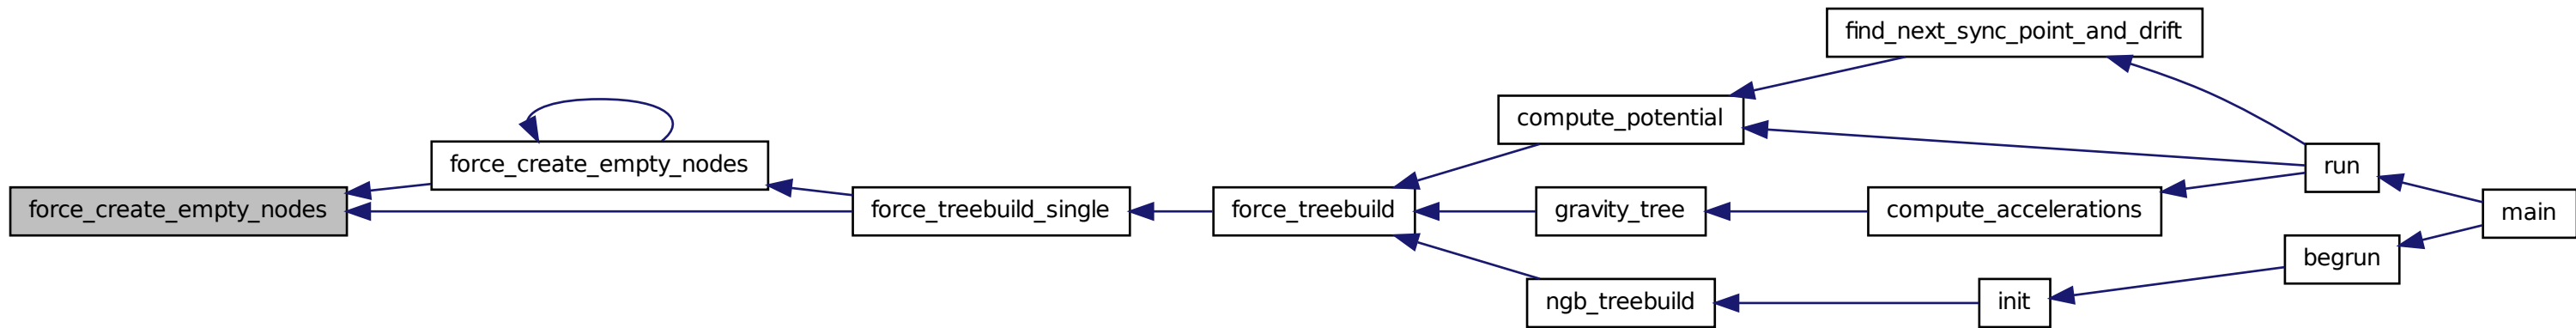 find_next_sync_point_and_drift
compute_potential
force_create_empty_nodes
run
force_create_empty_nodes
force_treebuild_single
force_treebuild
gravity_tree
compute_accelerations
main
begrun
ngb_treebuild
init